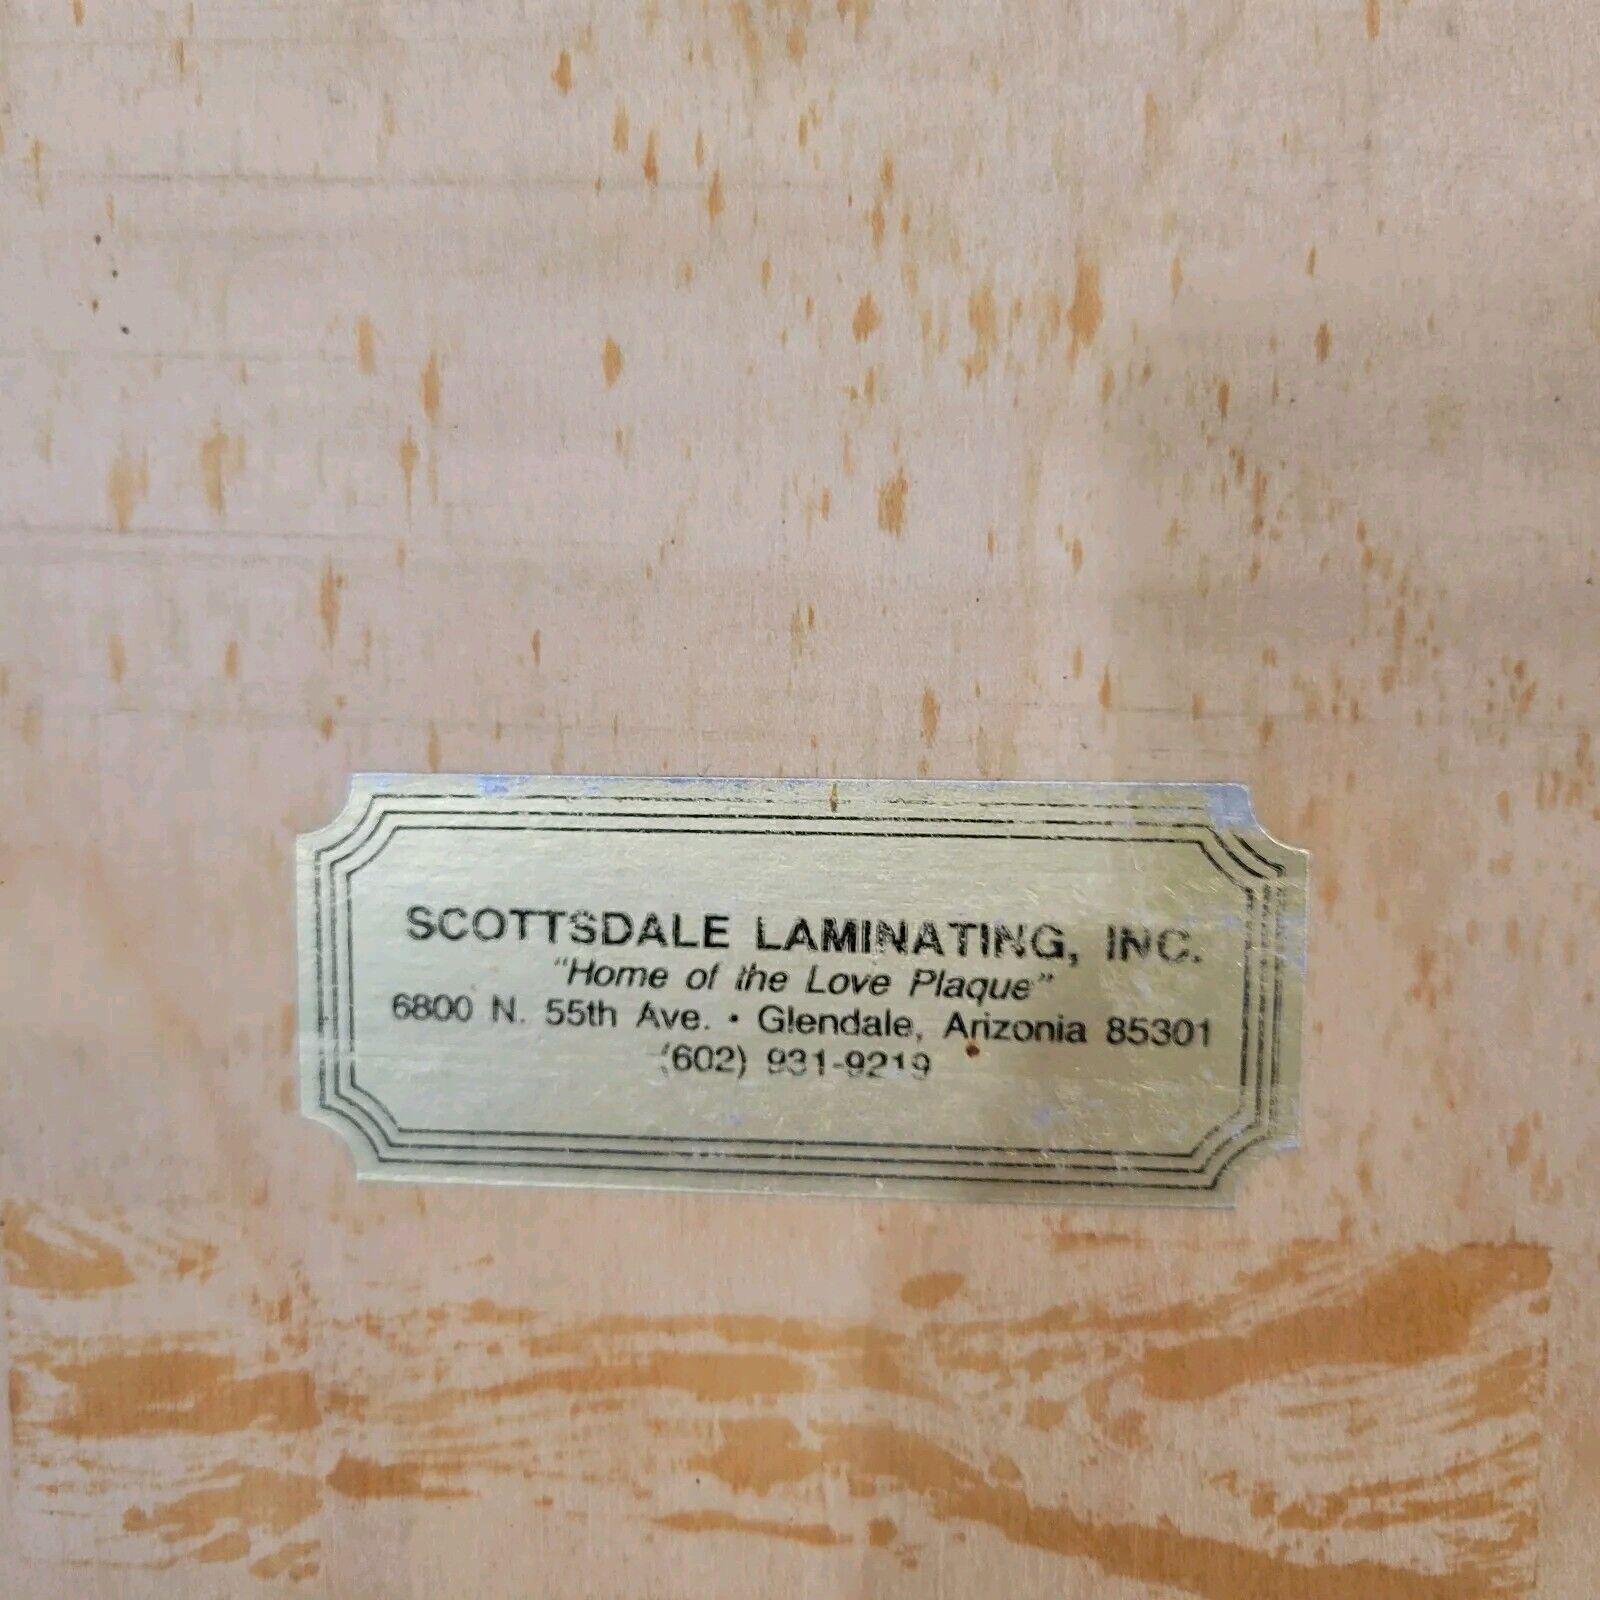 SCOTTSDALE LAMINATING, INC.
"Home of the Love Plaque"
6800 N. 55th Ave. • Glendale, Arizonia 85301
(602) 931-9219